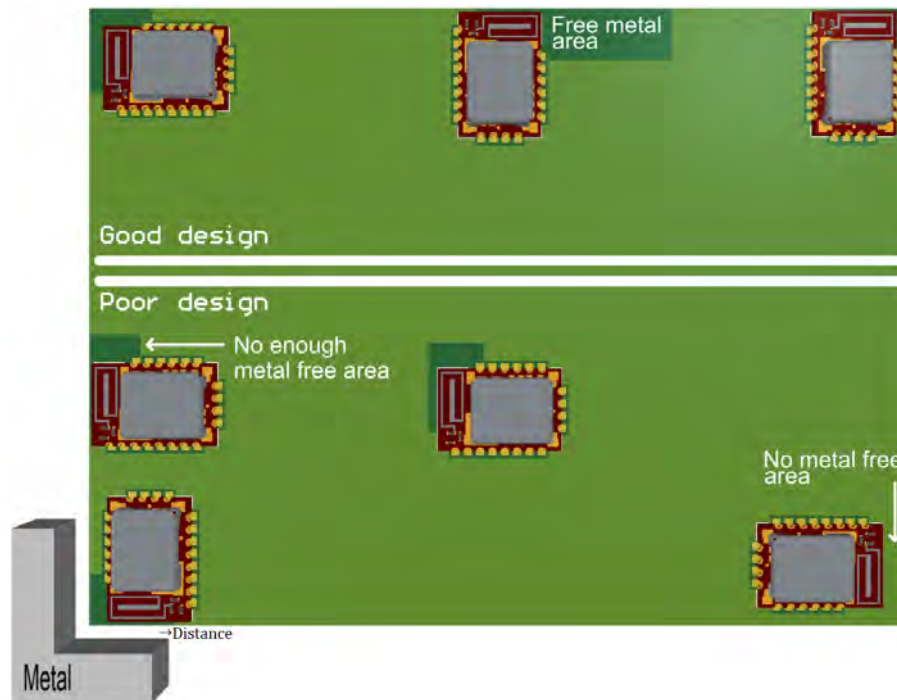 Free metal
area
Good design
Poor design
No enough
metal free area
No metal free
area
→Distance
Metal